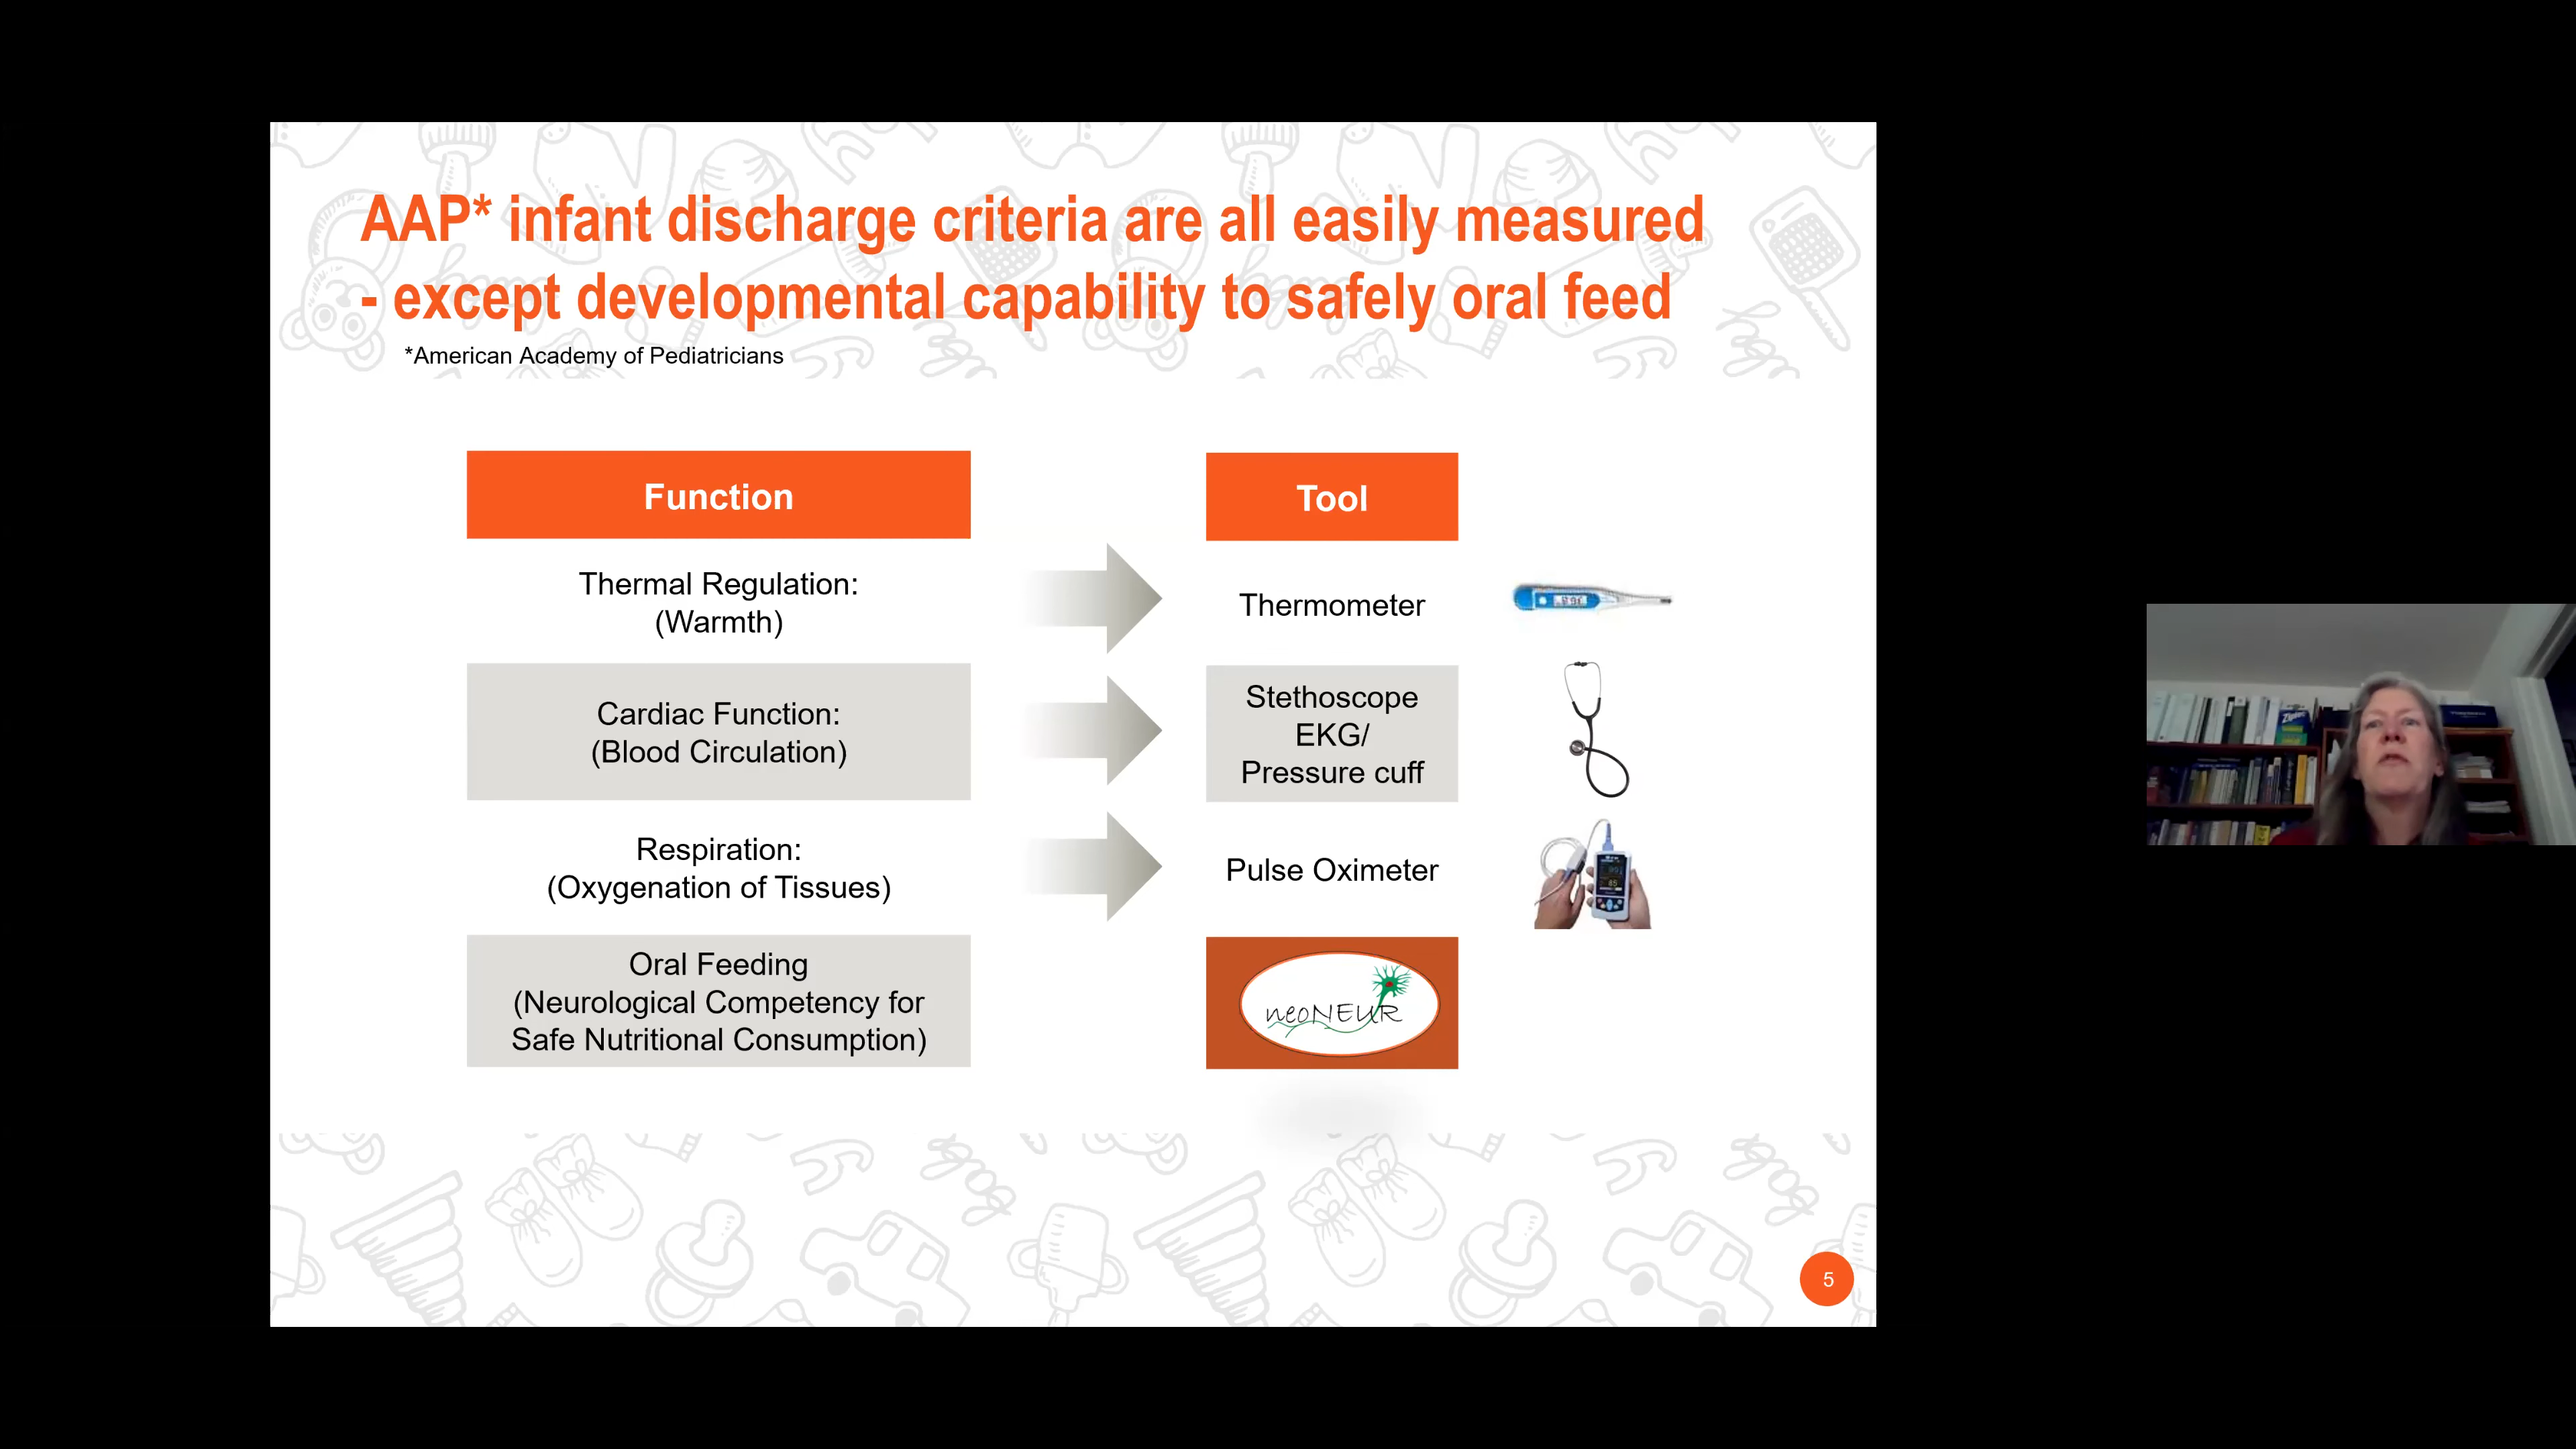 AAP* infant discharge criteria are all easily measured
- except developmental capability to safely oral feed
*American Academy of Pediatricians
Function
Tool
Thermal Regulation:
(Warmth)
Thermometer
Cardiac Function:
(Blood Circulation)
Stethoscope
EKG/
Pressure cuff
Respiration:
(Oxygenation of Tissues)
Pulse Oximeter
Oral Feeding
(Neurological Competency for
Safe Nutritional Consumption)
neoNEUR
5